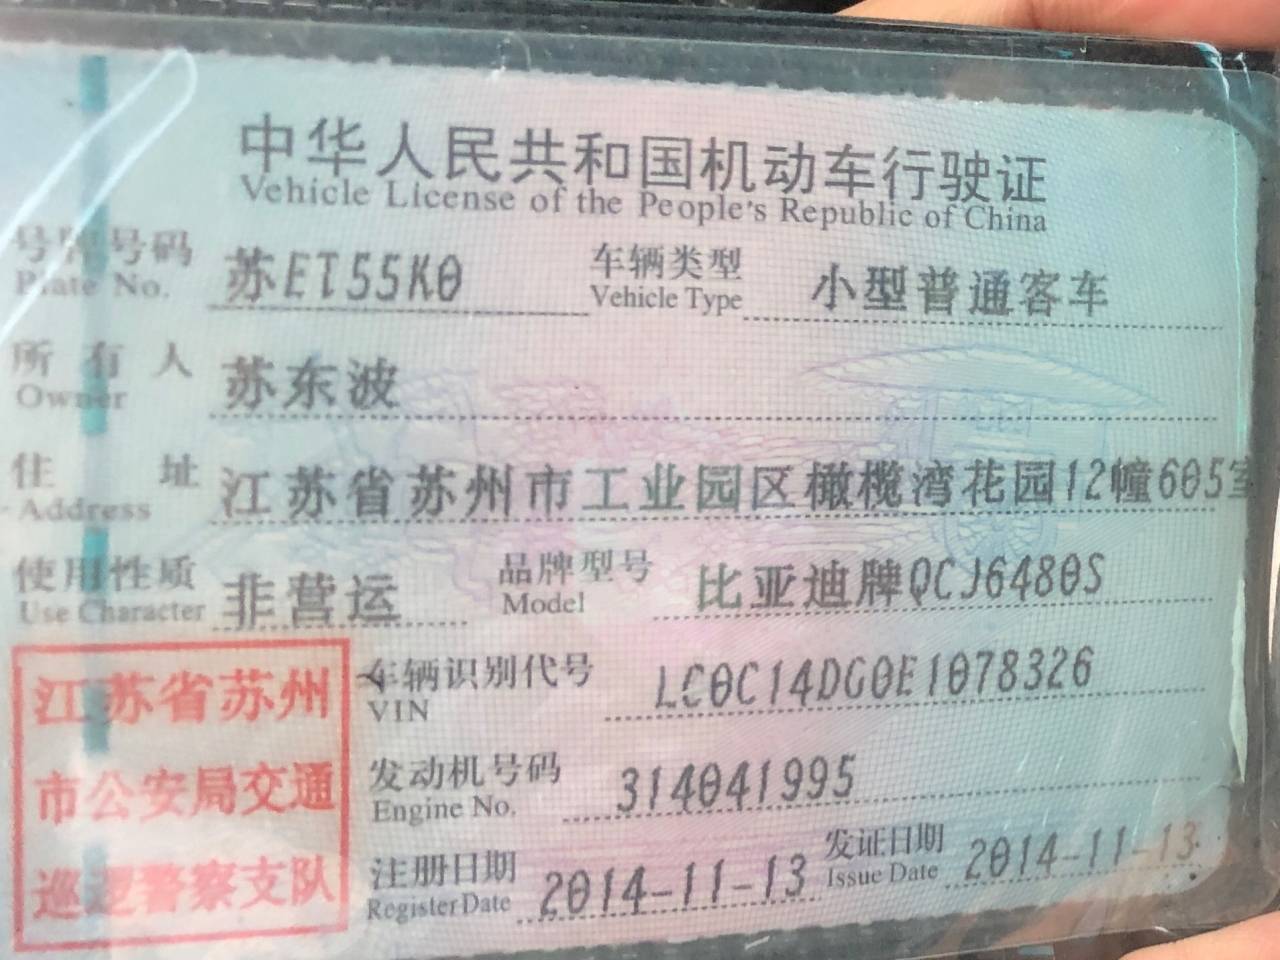 中华人民共和国机动车行驶证
Vehicle License of the People's Republic of China
号牌号码 苏ET55K0 车辆类型 小型普通客车
Plate No. Vehicle Type
所有人 苏东波
Owner
住址 江苏省苏州市工业园区橄榄湾花园12幢605室
Address
使用性质 非营运 品牌型号 比亚迪牌QCJ6480S
Use Character Model
江苏省苏州
市公安局交通
巡逻警察支队
车辆识别代号 LC0C14DG0E1078326
VIN
发动机号码 314041995
Engine No.
注册日期 2014-11-13 发证日期 2014-11-13
Register Date Issue Date